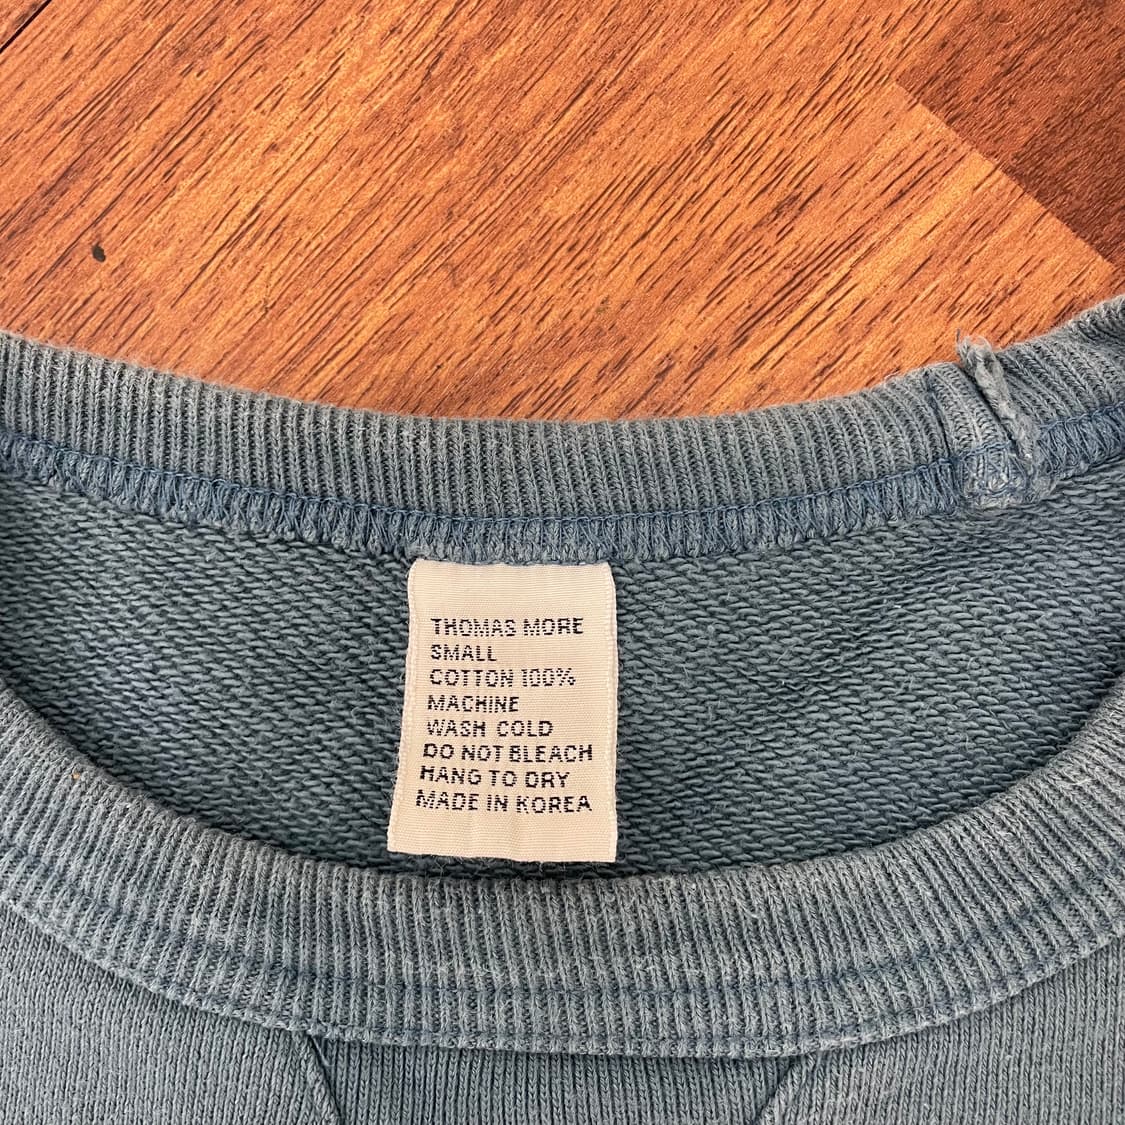 THOMAS MORE
SMALL
COTTON 100%
MACHINE
WASH COLD
DO NOT BLEACH
HANG TO DRY
MADE IN KOREA